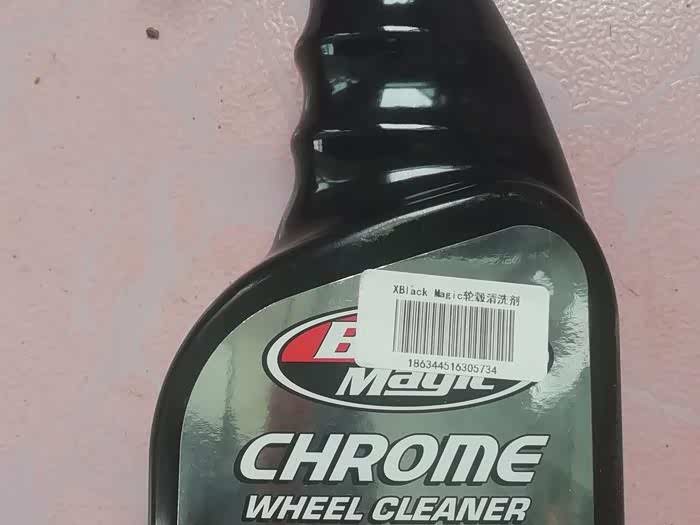 XBlack Magic轮毂清洗剂
186344516305734
Magic
CHROME
WHEEL CLEANER